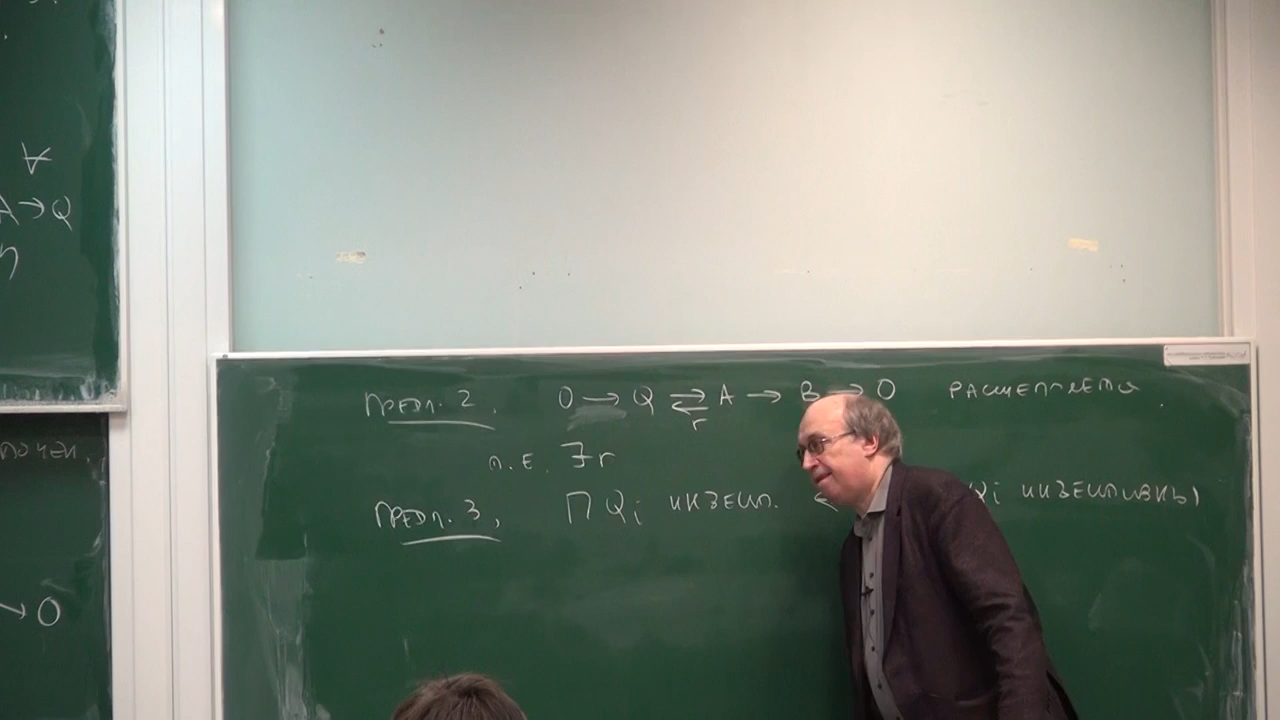 ∀
A → Q
η
→ 0
Предл. 2. 0 → Q ⇄ A → B → 0 расщепляется.
r
т.е. ∃ r
Предл. 3. ∏ Qi инъект. ← Qi инъективны